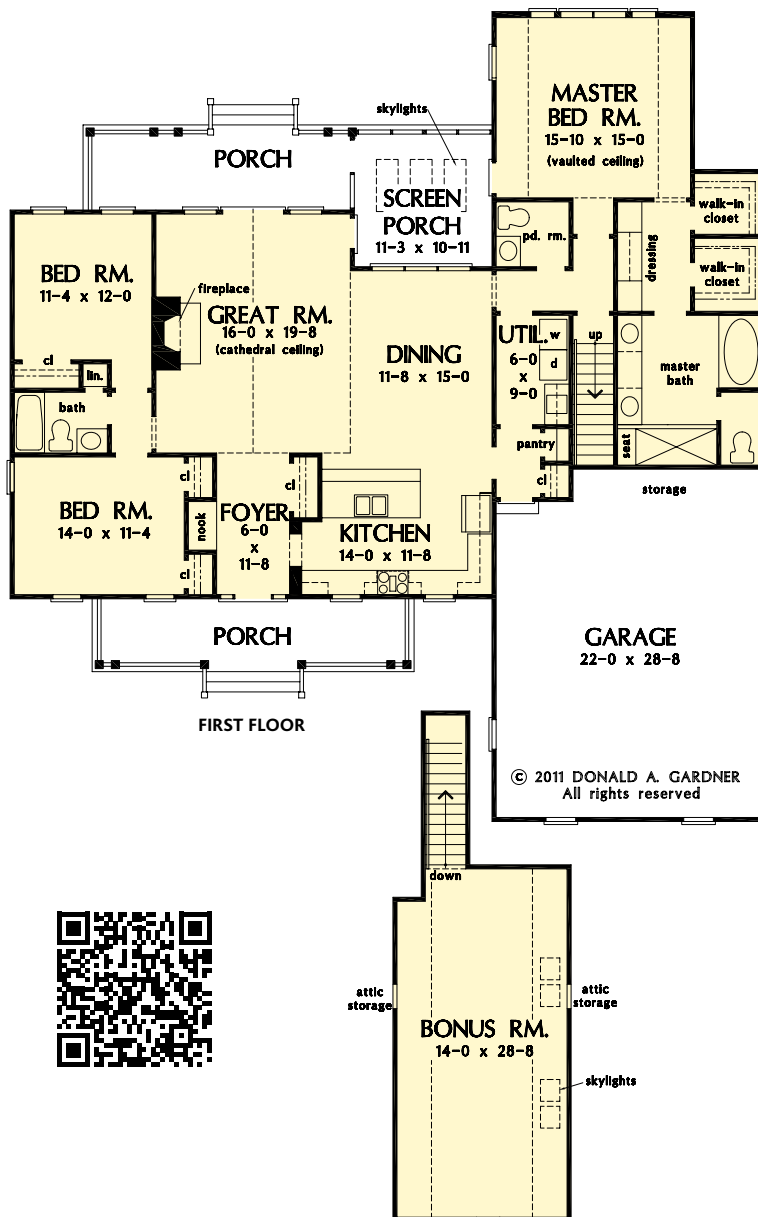 MASTER
BED RM.
15-10 x 15-0
(vaulted ceiling)
skylights
PORCH
SCREEN
PORCH
11-3 x 10-11
pd. rm.
walk-in
closet
dressing
walk-in
closet
BED RM.
11-4 x 12-0
fireplace
GREAT RM.
16-0 x 19-8
(cathedral ceiling)
DINING
11-8 x 15-0
UTIL.
6-0
x
9-0
w
d
up
master
bath
cl
lin.
bath
pantry
seat
cl
storage
cl
cl
BED RM.
14-0 x 11-4
nook
FOYER
6-0
x
11-8
KITCHEN
14-0 x 11-8
cl
PORCH
GARAGE
22-0 x 28-8
FIRST FLOOR
© 2011 DONALD A. GARDNER
All rights reserved
down
attic
storage
attic
storage
BONUS RM.
14-0 x 28-8
skylights